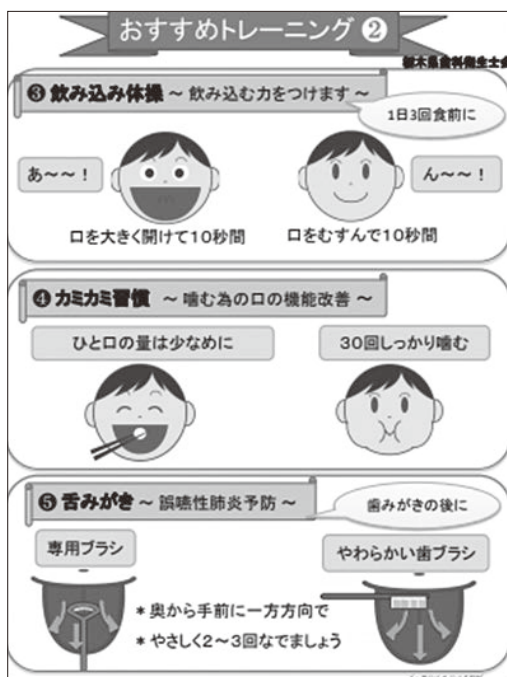 おすすめトレーニング❷
栃木県歯科衛生士会
❸飲み込み体操 ～飲み込む力をつけます～
1日3回食前に
あ～～！
ん～～！
口を大きく開けて10秒間
口をむすんで10秒間
❹カミカミ習慣 ～噛む為の口の機能改善～
ひと口の量は少なめに
30回しっかり噛む
❺舌みがき ～誤嚥性肺炎予防～
歯みがきの後に
専用ブラシ
やわらかい歯ブラシ
＊奥から手前に一方方向で
＊やさしく2～3回なでましょう